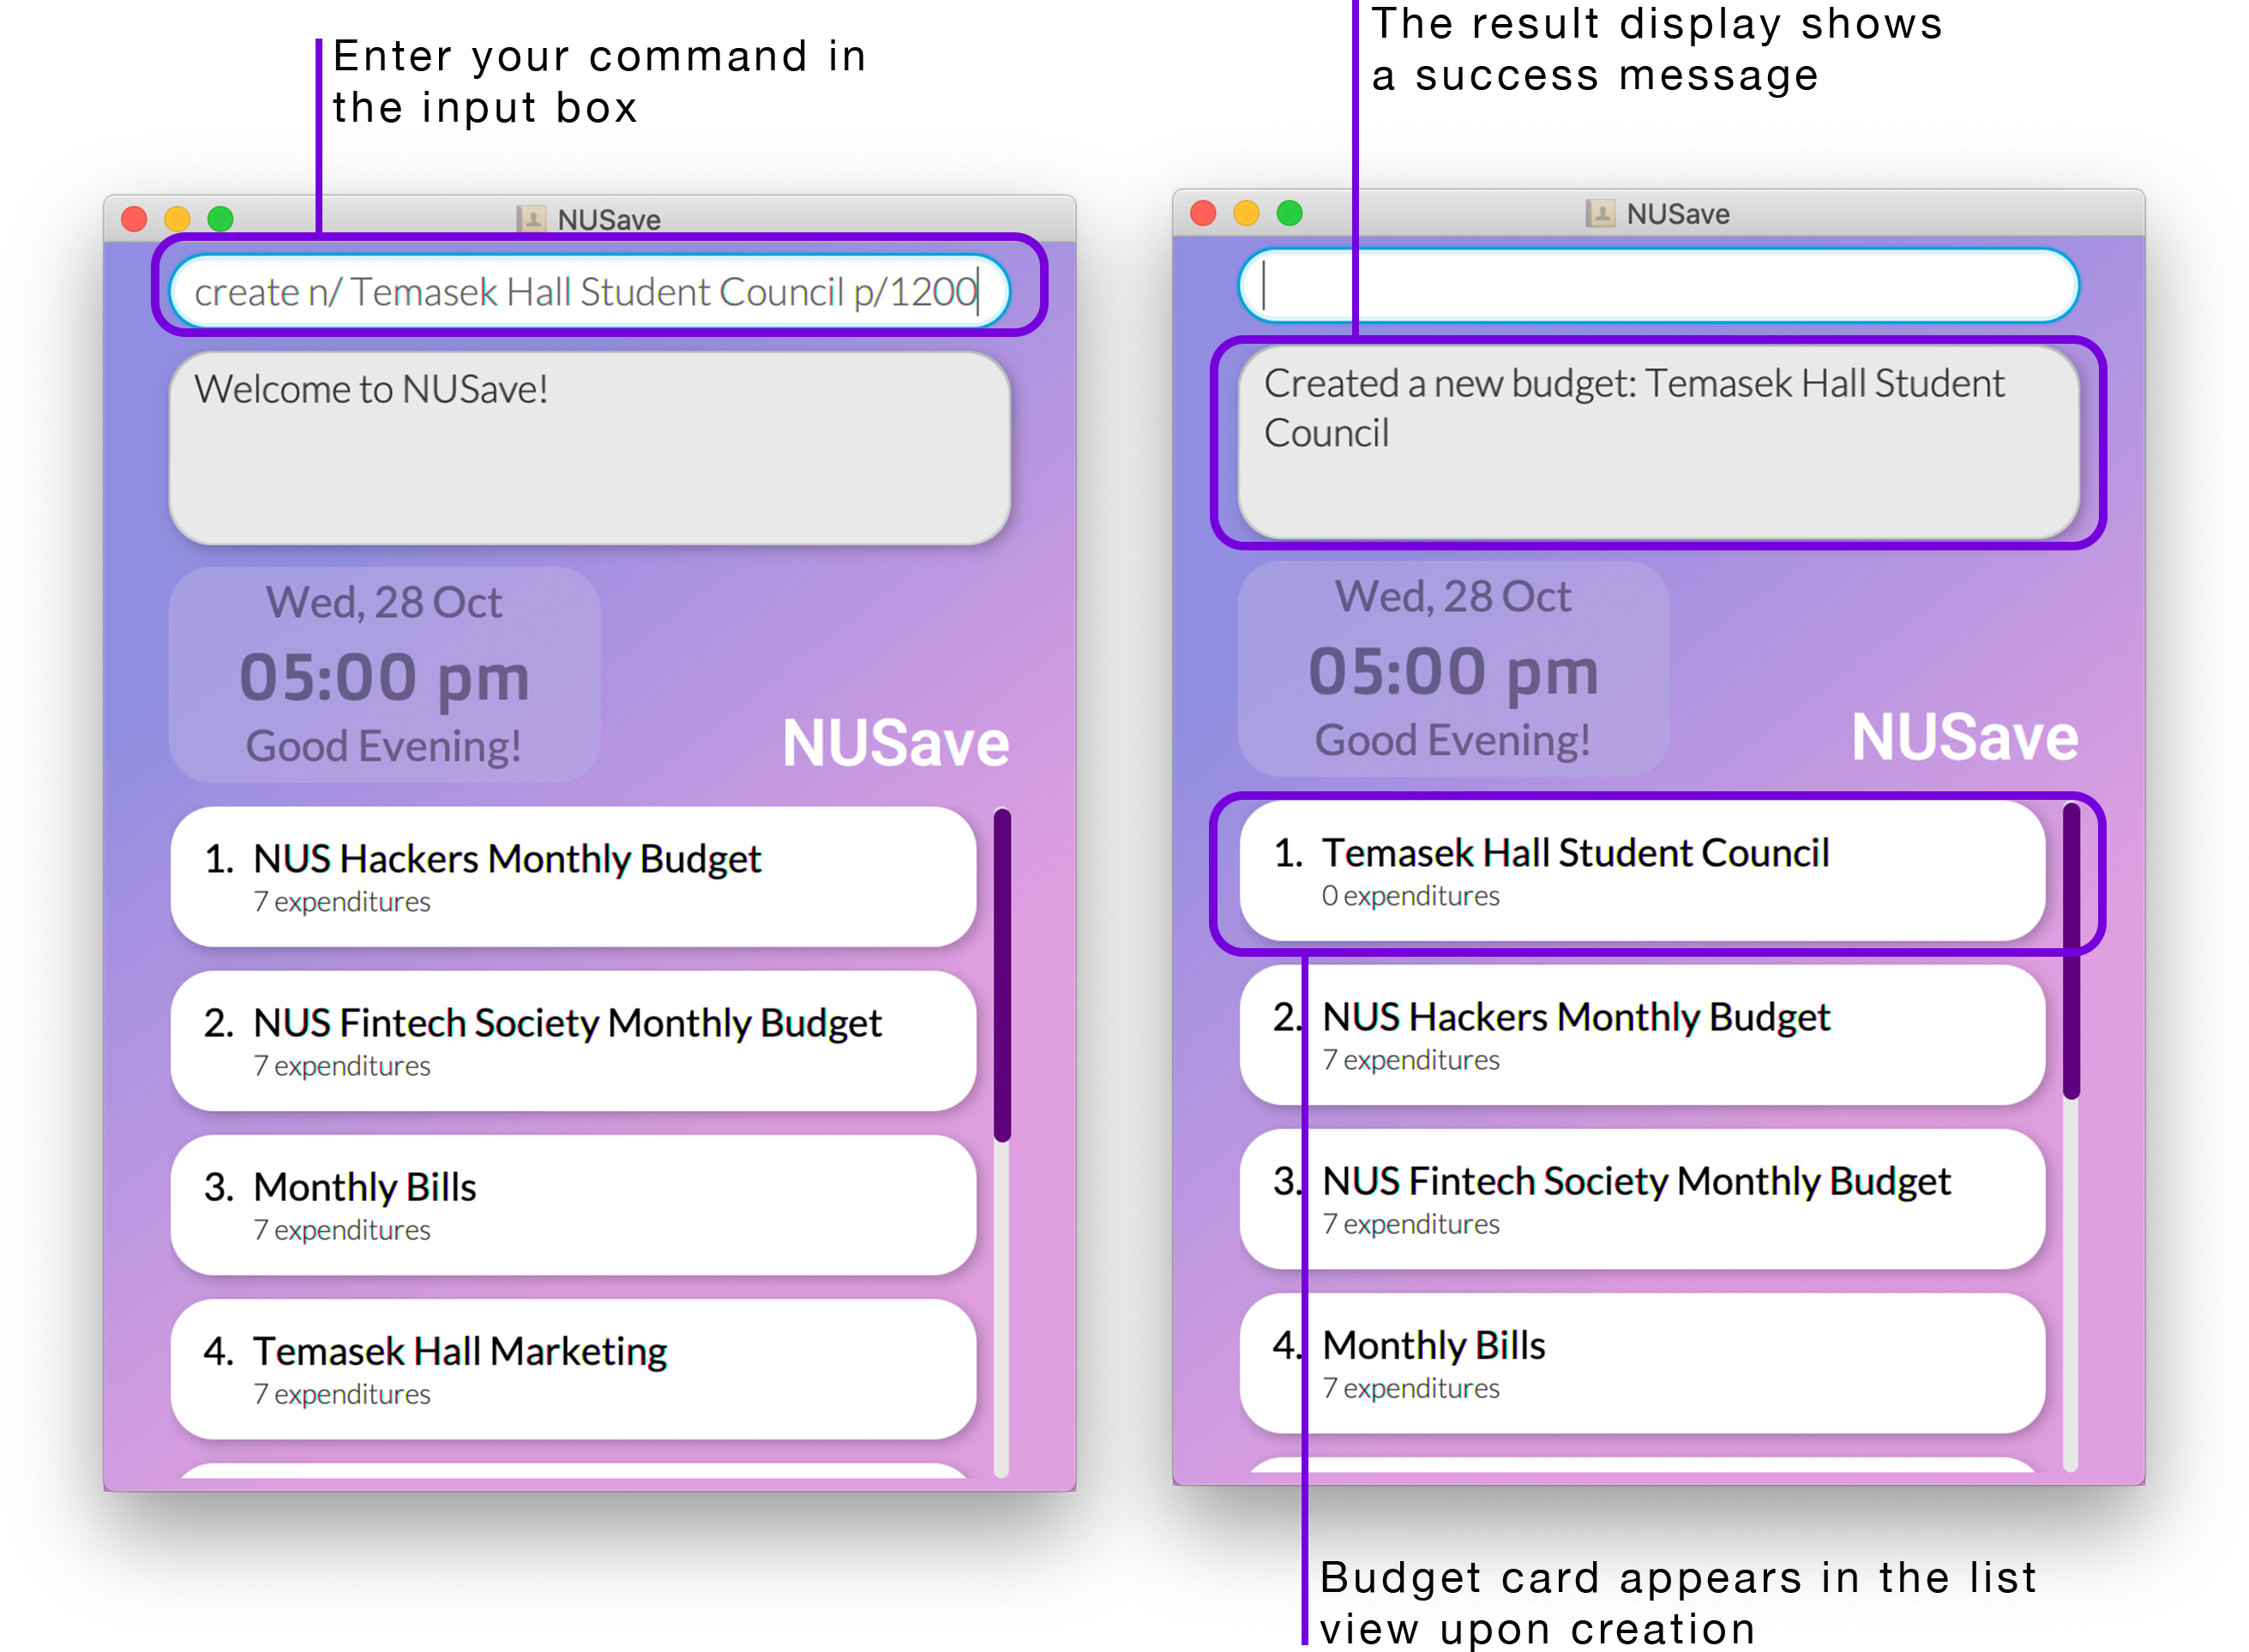 Enter your command in
the input box
NUSave
create n/ Temasek Hall Student Council p/1200
Welcome to NUSave!
Wed, 28 Oct
05:00 pm
Good Evening!
NUSave
1. NUS Hackers Monthly Budget
7 expenditures
2. NUS Fintech Society Monthly Budget
7 expenditures
3. Monthly Bills
7 expenditures
4. Temasek Hall Marketing
7 expenditures
The result display shows
a success message
NUSave
Created a new budget: Temasek Hall Student
Council
Wed, 28 Oct
05:00 pm
Good Evening!
NUSave
1. Temasek Hall Student Council
0 expenditures
2. NUS Hackers Monthly Budget
7 expenditures
3. NUS Fintech Society Monthly Budget
7 expenditures
4. Monthly Bills
7 expenditures
Budget card appears in the list
view upon creation